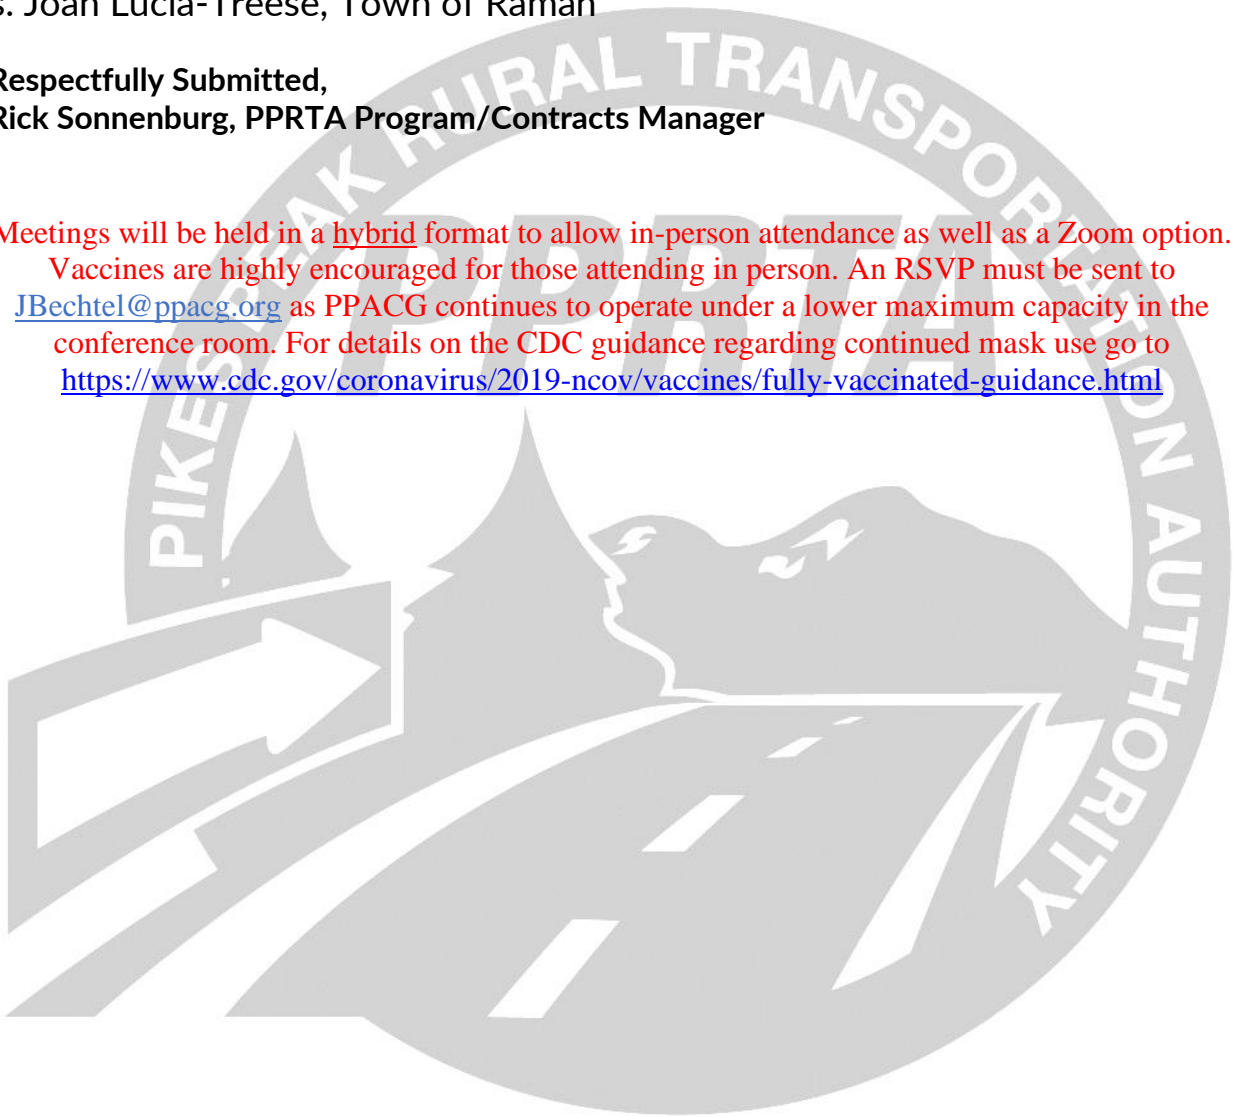 s. Joan Lucia-Treese, Town of Ramah
Respectfully Submitted,
Rick Sonnenburg, PPRTA Program/Contracts Manager
Meetings will be held in a hybrid format to allow in-person attendance as well as a Zoom option.
Vaccines are highly encouraged for those attending in person. An RSVP must be sent to
JBechtel@ppacg.org as PPACG continues to operate under a lower maximum capacity in the
conference room. For details on the CDC guidance regarding continued mask use go to
https://www.cdc.gov/coronavirus/2019-ncov/vaccines/fully-vaccinated-guidance.html
PIKES PEAK RURAL TRANSPORTATION AUTHORITY
PPRTA